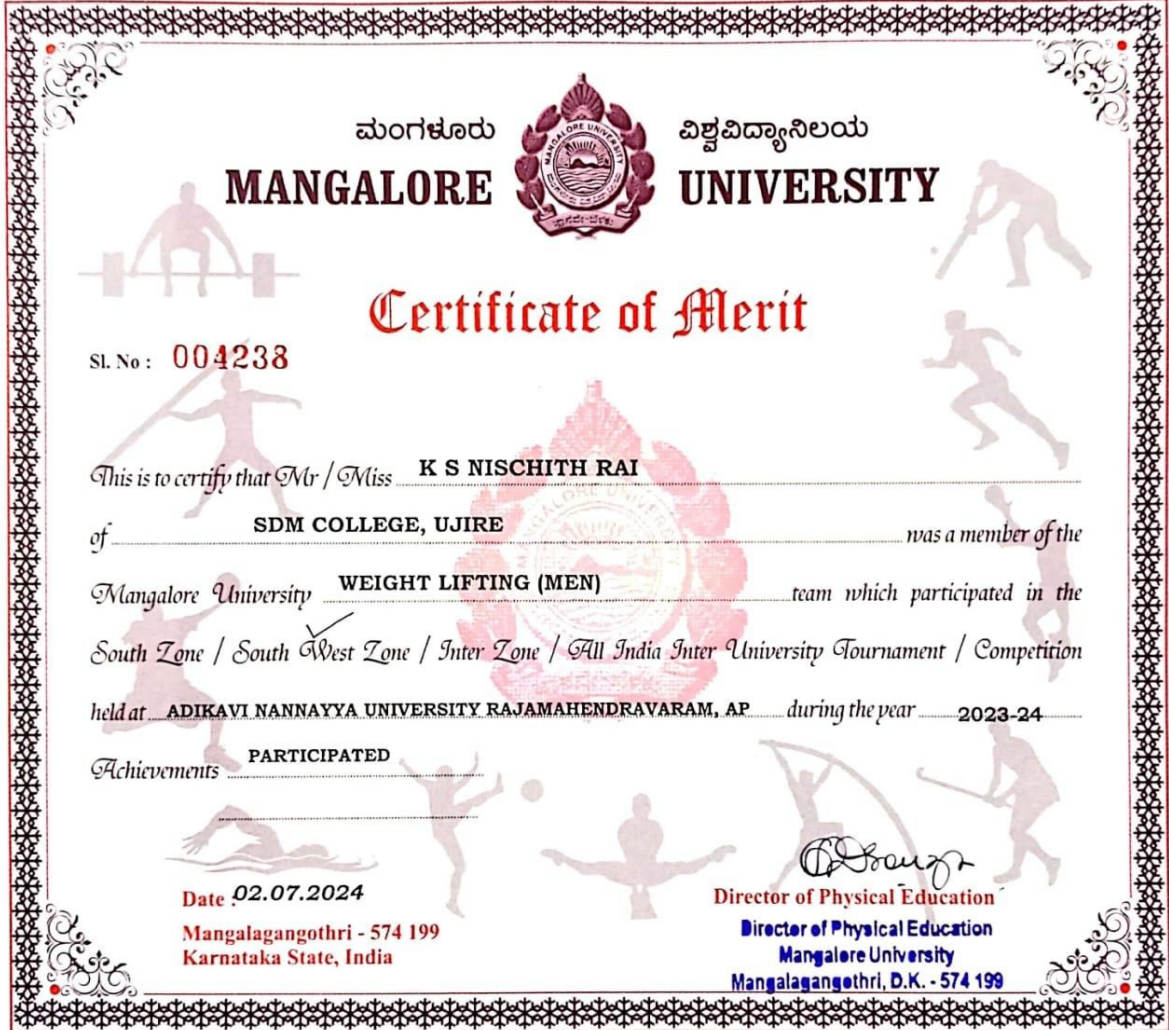 ಮಂಗಳೂರು ವಿಶ್ವವಿದ್ಯಾನಿಲಯ
MANGALORE UNIVERSITY
MANGALORE UNIVERSITY
Certificate of Merit
Sl. No : 004238
This is to certify that Mr / Miss K S NISCHITH RAI
of SDM COLLEGE, UJIRE was a member of the
Mangalore University WEIGHT LIFTING (MEN) team which participated in the
South Zone / South West Zone / Inter Zone / All India Inter University Tournament / Competition
held at ADIKAVI NANNAYYA UNIVERSITY RAJAMAHENDRAVARAM, AP during the year 2023-24
Achievements PARTICIPATED
Date : 02.07.2024
Mangalagangothri - 574 199
Karnataka State, India
Director of Physical Education
Director of Physical Education
Mangalore University
Mangalagangothri, D.K. - 574 199